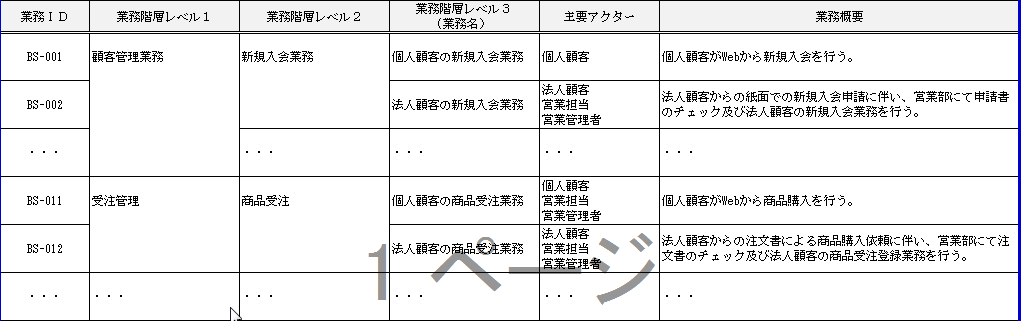 業務ＩＤ 業務階層レベル１ 業務階層レベル２ 業務階層レベル３ 主要アクター 業務概要
（業務名）
BS-001 顧客管理業務 新規入会業務 個人顧客の新規入会業務 個人顧客 個人顧客がWebから新規入会を行う。
BS-002 法人顧客の新規入会業務 法人顧客 法人顧客からの紙面での新規入会申請に伴い、営業部にて申請書
営業担当 のチェック及び法人顧客の新規入会業務を行う。
営業管理者
・・・ ・・・ ・・・ ・・・ ・・・
BS-011 受注管理 商品受注 個人顧客の商品受注業務 個人顧客 個人顧客がWebから商品購入を行う。
営業担当
営業管理者
BS-012 法人顧客の商品受注業務 法人顧客 法人顧客からの注文書による商品購入依頼に伴い、営業部にて注
営業担当 文書のチェック及び法人顧客の商品受注登録業務を行う。
営業管理者
1 ページ
・・・ ・・・ ・・・ ・・・ ・・・ ・・・